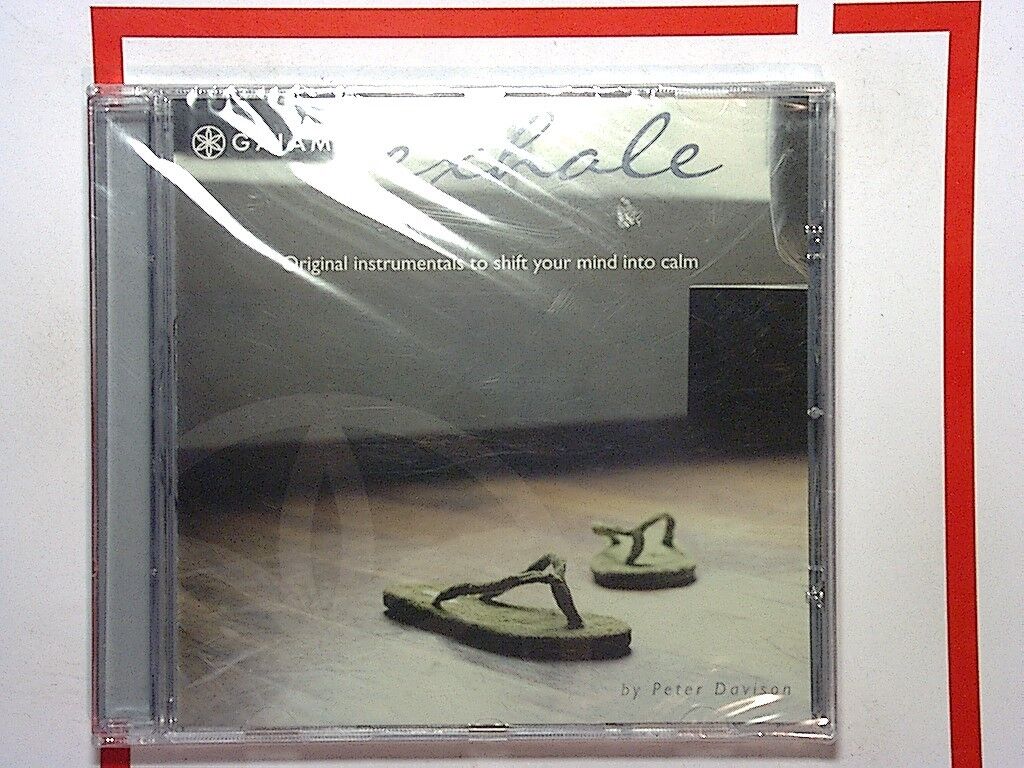 GAIAM
exhale
Original instrumentals to shift your mind into calm
by Peter Davison